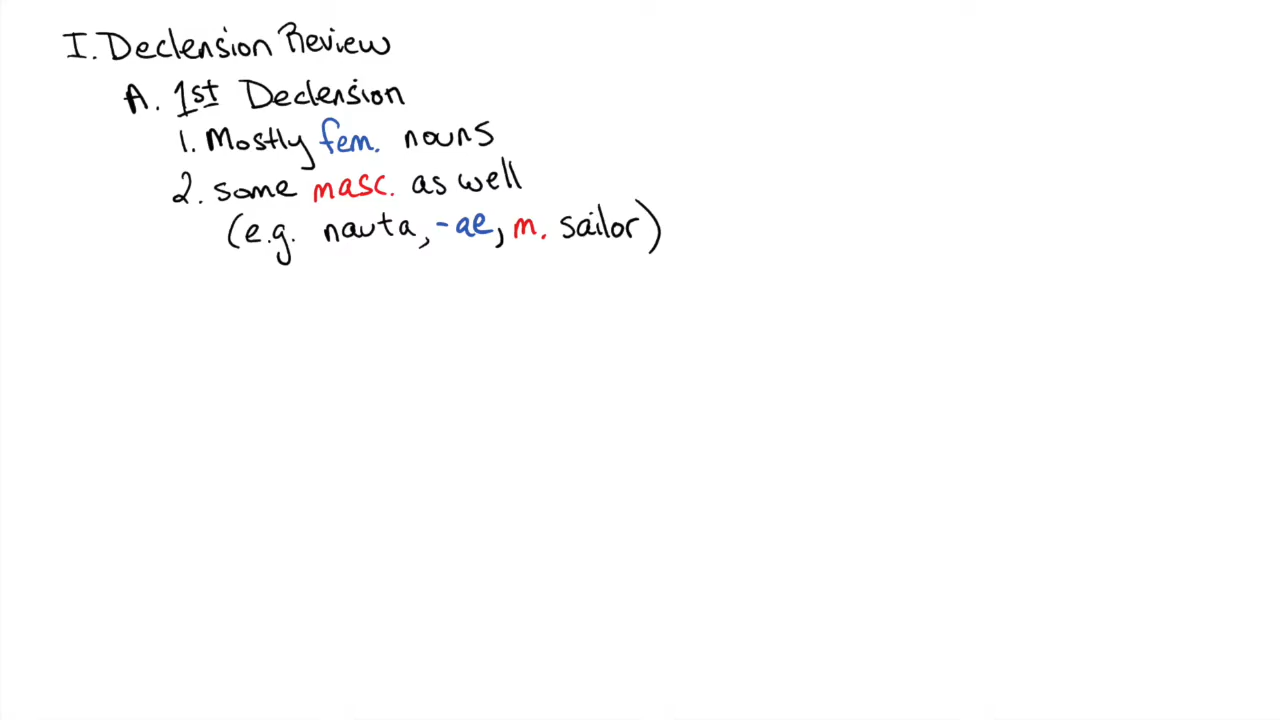 I. Declension Review
A. 1st Declension
1. Mostly fem. nouns
2. some masc. as well
(e.g. nauta, -ae, m. sailor)